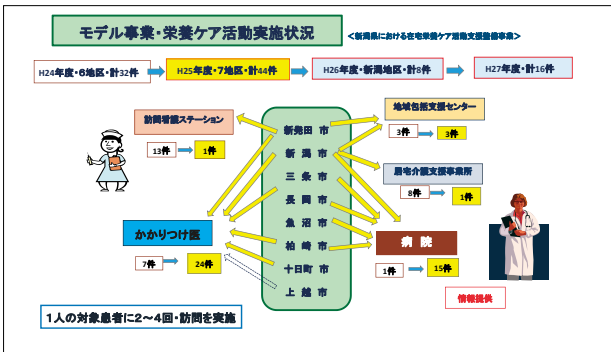 モデル事業・栄養ケア活動実施状況
<新潟県における在宅栄養ケア活動支援整備事業>
H24年度・6地区・計32件
H25年度・7地区・計44件
H26年度・新潟地区・計8件
H27年度・計16件
訪問看護ステーション
13件
1件
新発田 市
新 潟 市
三 条 市
長 岡 市
魚 沼 市
柏 崎 市
十日町 市
上 越 市
地域包括支援センター
3件
3件
居宅介護支援事業所
8件
1件
かかりつけ医
7件
24件
病 院
1件
15件
情報提供
1人の対象患者に2～4回・訪問を実施